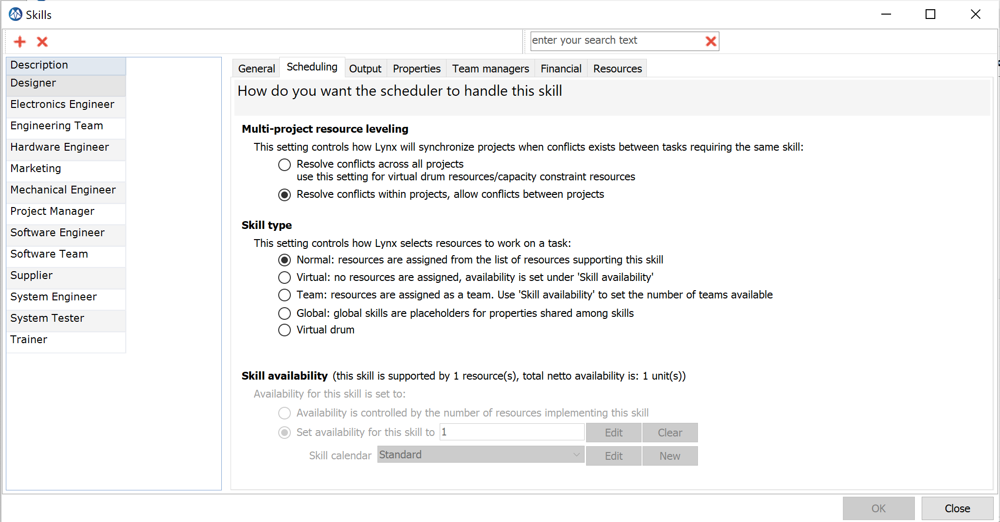 Skills
enter your search text
Description
Designer
Electronics Engineer
Engineering Team
Hardware Engineer
Marketing
Mechanical Engineer
Project Manager
Software Engineer
Software Team
Supplier
System Engineer
System Tester
Trainer
General Scheduling Output Properties Team managers Financial Resources
How do you want the scheduler to handle this skill
Multi-project resource leveling
This setting controls how Lynx will synchronize projects when conflicts exists between tasks requiring the same skill:
Resolve conflicts across all projects
use this setting for virtual drum resources/capacity constraint resources
Resolve conflicts within projects, allow conflicts between projects
Skill type
This setting controls how Lynx selects resources to work on a task:
Normal: resources are assigned from the list of resources supporting this skill
Virtual: no resources are assigned, availability is set under 'Skill availability'
Team: resources are assigned as a team. Use 'Skill availability' to set the number of teams available
Global: global skills are placeholders for properties shared among skills
Virtual drum
Skill availability (this skill is supported by 1 resource(s), total netto availability is: 1 unit(s))
Availability for this skill is set to:
Availability is controlled by the number of resources implementing this skill
Set availability for this skill to 1 Edit Clear
Skill calendar Standard Edit New
OK Close